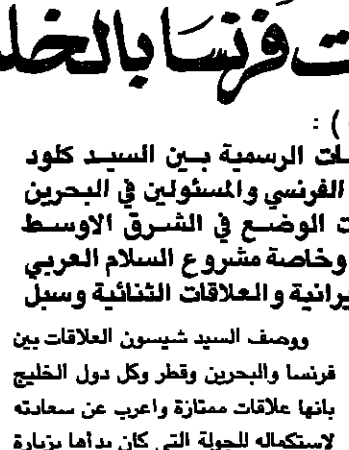 فرنسا بالخل
) :
ات الرسمية بين السيد كلود
الفرنسي والمسئولين في البحرين
ت الوضع في الشرق الاوسط
وخاصة مشروع السلام العربي
يرانية والعلاقات الثنائية وسبل
ووصف السيد شيسون العلاقات بين
فرنسا والبحرين وقطر وكل دول الخليج
بانها علاقات ممتازة واعرب عن سعادته
لاستكماله للجولة التي كان بدأها بزيارة